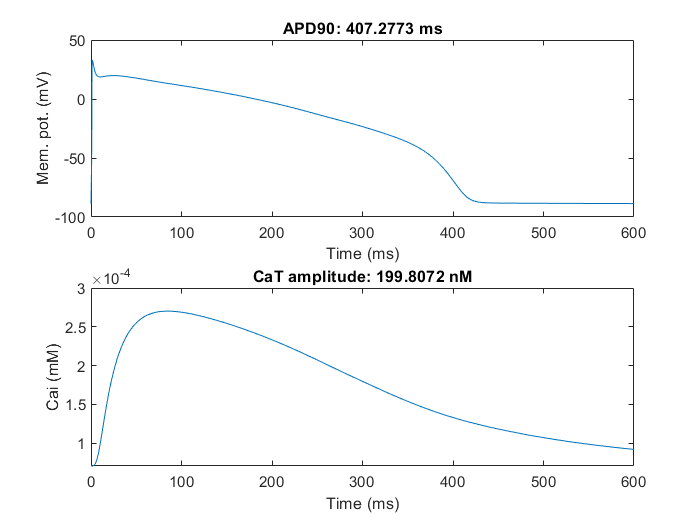 APD90: 407.2773 ms
50
0
-50
-100
Mem. pot. (mV)
0 100 200 300 400 500 600
Time (ms)
×10-4
CaT amplitude: 199.8072 nM
3
2.5
2
1.5
1
Cai (mM)
0 100 200 300 400 500 600
Time (ms)